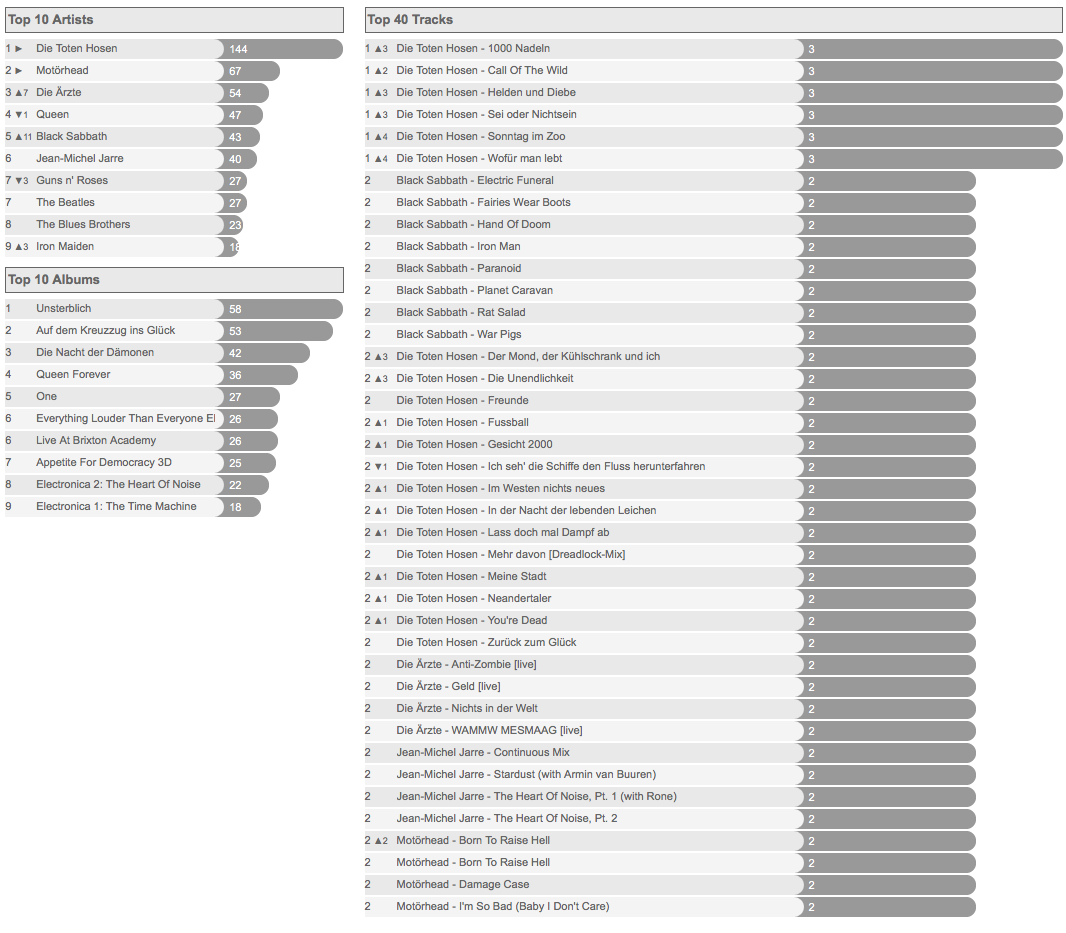 Top 10 Artists
1 ► Die Toten Hosen 144
2 ► Motörhead 67
3 ▲7 Die Ärzte 54
4 ▼1 Queen 47
5 ▲11 Black Sabbath 43
6 Jean-Michel Jarre 40
7 ▼3 Guns n' Roses 27
7 The Beatles 27
8 The Blues Brothers 23
9 ▲3 Iron Maiden
Top 10 Albums
1 Unsterblich 58
2 Auf dem Kreuzzug ins Glück 53
3 Die Nacht der Dämonen 42
4 Queen Forever 36
5 One 27
6 Everything Louder Than Everyone El 26
6 Live At Brixton Academy 26
7 Appetite For Democracy 3D 25
8 Electronica 2: The Heart Of Noise 22
9 Electronica 1: The Time Machine 18
Top 40 Tracks
1 ▲3 Die Toten Hosen - 1000 Nadeln 3
1 ▲2 Die Toten Hosen - Call Of The Wild 3
1 ▲3 Die Toten Hosen - Helden und Diebe 3
1 ▲3 Die Toten Hosen - Sei oder Nichtsein 3
1 ▲4 Die Toten Hosen - Sonntag im Zoo 3
1 ▲4 Die Toten Hosen - Wofür man lebt 3
2 Black Sabbath - Electric Funeral 2
2 Black Sabbath - Fairies Wear Boots 2
2 Black Sabbath - Hand Of Doom 2
2 Black Sabbath - Iron Man 2
2 Black Sabbath - Paranoid 2
2 Black Sabbath - Planet Caravan 2
2 Black Sabbath - Rat Salad 2
2 Black Sabbath - War Pigs 2
2 ▲3 Die Toten Hosen - Der Mond, der Kühlschrank und ich 2
2 ▲3 Die Toten Hosen - Die Unendlichkeit 2
2 Die Toten Hosen - Freunde 2
2 ▲1 Die Toten Hosen - Fussball 2
2 ▲1 Die Toten Hosen - Gesicht 2000 2
2 ▼1 Die Toten Hosen - Ich seh' die Schiffe den Fluss herunterfahren 2
2 ▲1 Die Toten Hosen - Im Westen nichts neues 2
2 ▲1 Die Toten Hosen - In der Nacht der lebenden Leichen 2
2 ▲1 Die Toten Hosen - Lass doch mal Dampf ab 2
2 Die Toten Hosen - Mehr davon [Dreadlock-Mix] 2
2 ▲1 Die Toten Hosen - Meine Stadt 2
2 ▲1 Die Toten Hosen - Neandertaler 2
2 ▲1 Die Toten Hosen - You're Dead 2
2 Die Toten Hosen - Zurück zum Glück 2
2 Die Ärzte - Anti-Zombie [live] 2
2 Die Ärzte - Geld [live] 2
2 Die Ärzte - Nichts in der Welt 2
2 Die Ärzte - WAMMW MESMAAG [live] 2
2 Jean-Michel Jarre - Continuous Mix 2
2 Jean-Michel Jarre - Stardust (with Armin van Buuren) 2
2 Jean-Michel Jarre - The Heart Of Noise, Pt. 1 (with Rone) 2
2 Jean-Michel Jarre - The Heart Of Noise, Pt. 2 2
2 ▲2 Motörhead - Born To Raise Hell 2
2 Motörhead - Born To Raise Hell 2
2 Motörhead - Damage Case 2
2 Motörhead - I'm So Bad (Baby I Don't Care) 2